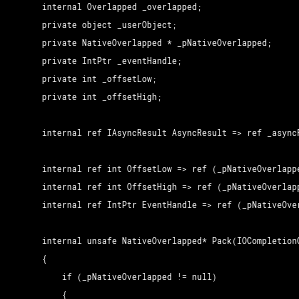 internal Overlapped _overlapped;
private object _userObject;
private NativeOverlapped * _pNativeOverlapped;
private IntPtr _eventHandle;
private int _offsetLow;
private int _offsetHigh;
internal ref IAsyncResult AsyncResult => ref _async
internal ref int OffsetLow => ref (_pNativeOverlappe
internal ref int OffsetHigh => ref (_pNativeOverlapp
internal ref IntPtr EventHandle => ref (_pNativeOver
internal unsafe NativeOverlapped* Pack(IOCompletion
{
if (_pNativeOverlapped != null)
{